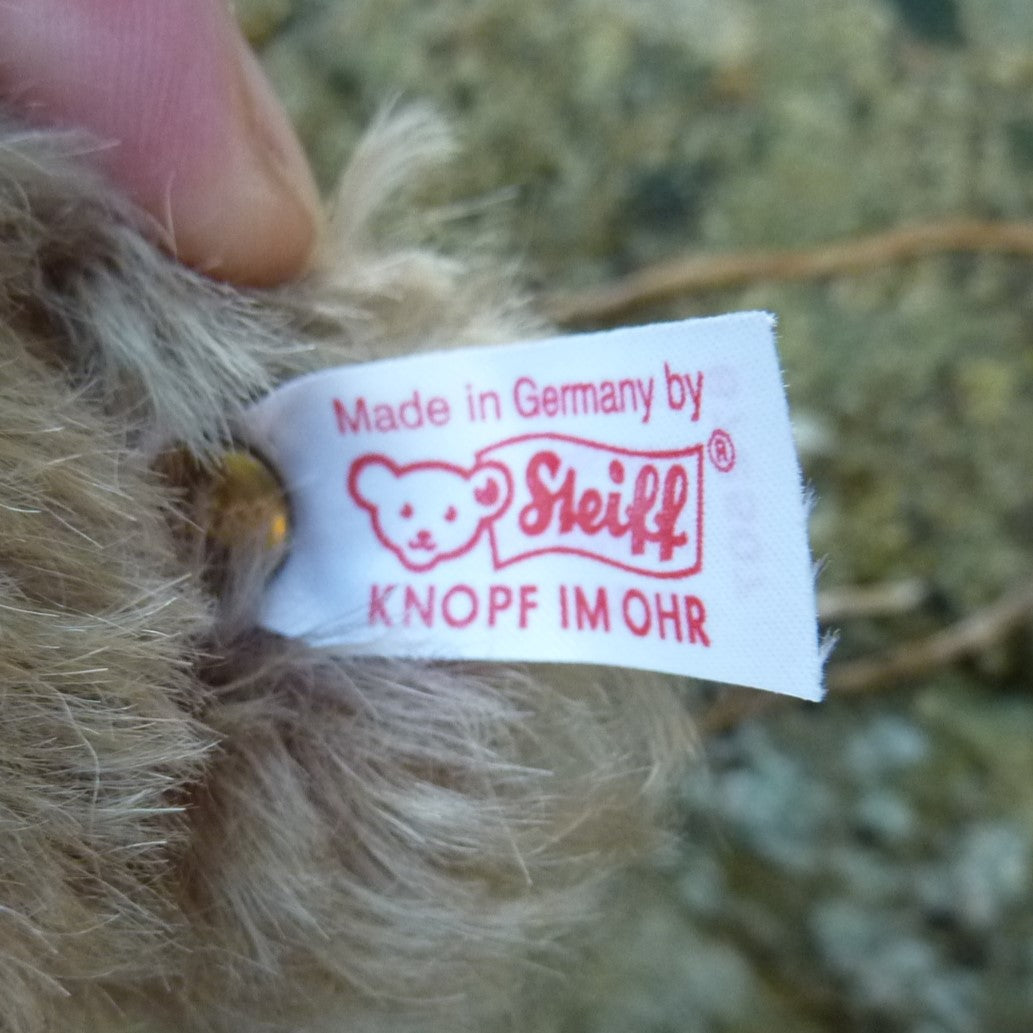 Made in Germany by
Steiff®
KNOPF IM OHR